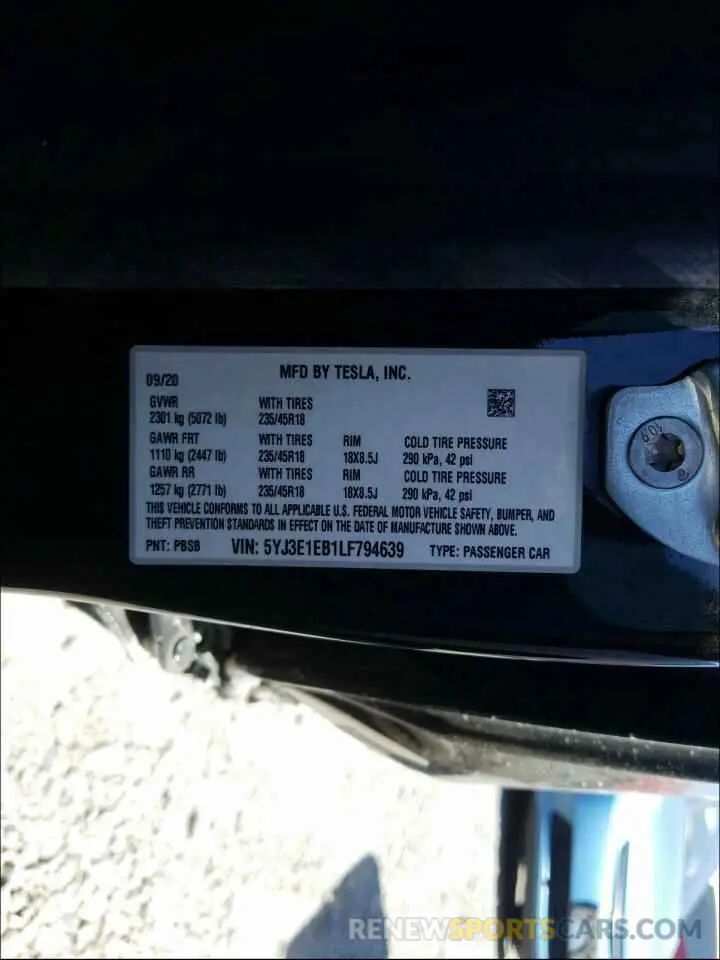 MFD BY TESLA, INC.
09/20
GVWR WITH TIRES
2301 kg (5072 lb) 235/45R18
GAWR FRT WITH TIRES RIM COLD TIRE PRESSURE
1110 kg (2447 lb) 235/45R18 18X8.5J 290 kPa, 42 psi
GAWR RR WITH TIRES RIM COLD TIRE PRESSURE
1257 kg (2771 lb) 235/45R18 18X8.5J 290 kPa, 42 psi
THIS VEHICLE CONFORMS TO ALL APPLICABLE U.S. FEDERAL MOTOR VEHICLE SAFETY, BUMPER, AND
THEFT PREVENTION STANDARDS IN EFFECT ON THE DATE OF MANUFACTURE SHOWN ABOVE.
PNT: PBSB VIN: 5YJ3E1EB1LF794639 TYPE: PASSENGER CAR
10.9
RENEWSPORTSCARS.COM